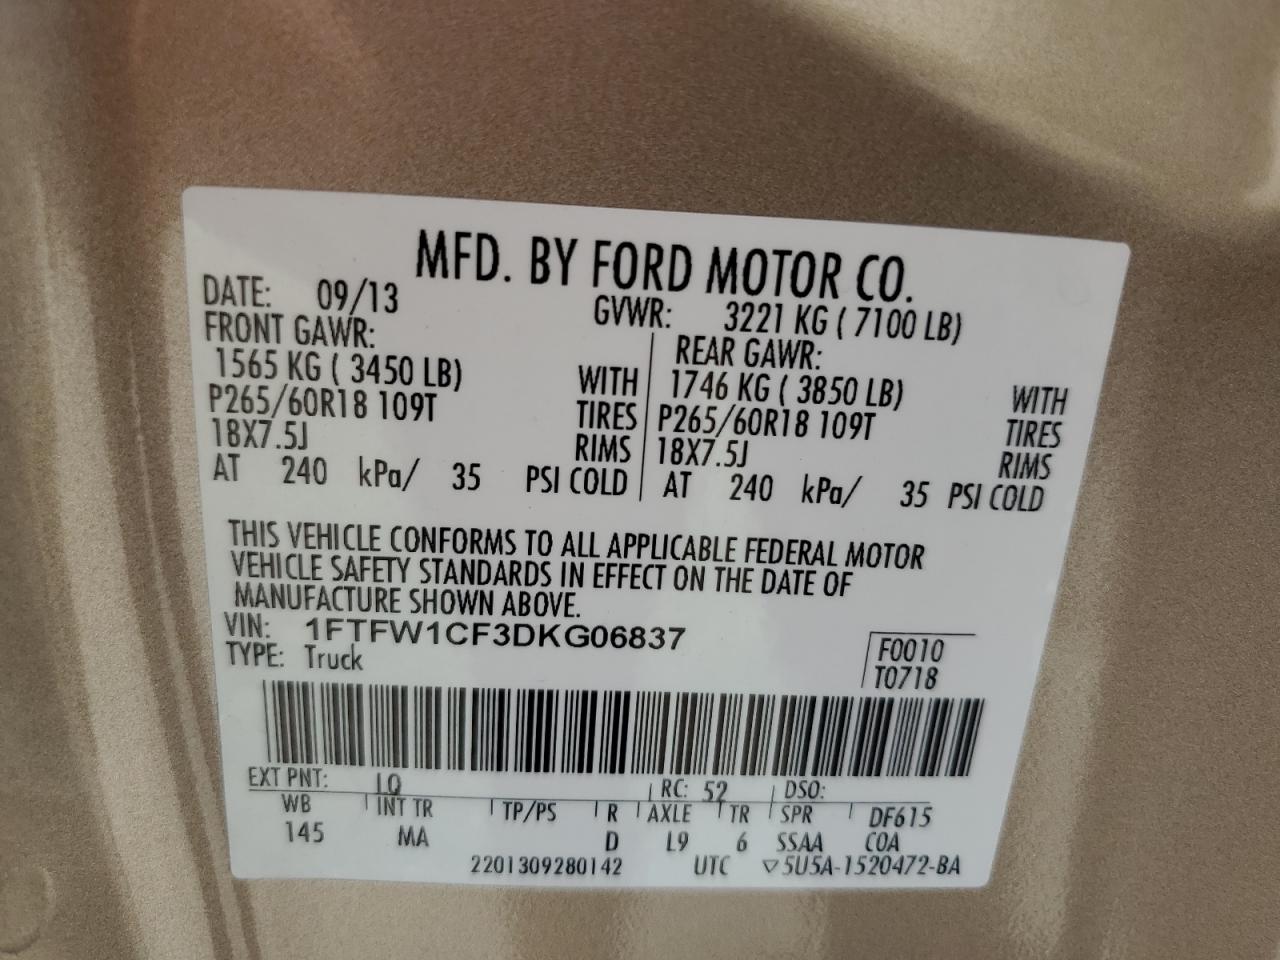 MFD. BY FORD MOTOR CO.
DATE: 09/13 GVWR: 3221 KG ( 7100 LB)
FRONT GAWR: REAR GAWR:
1565 KG ( 3450 LB) WITH 1746 KG ( 3850 LB) WITH
P265/60R18 109T TIRES P265/60R18 109T TIRES
18X7.5J RIMS 18X7.5J RIMS
AT 240 kPa/ 35 PSI COLD AT 240 kPa/ 35 PSI COLD
THIS VEHICLE CONFORMS TO ALL APPLICABLE FEDERAL MOTOR
VEHICLE SAFETY STANDARDS IN EFFECT ON THE DATE OF
MANUFACTURE SHOWN ABOVE.
VIN: 1FTFW1CF3DKG06837
TYPE: Truck
F0010
T0718
EXT PNT: LQ RC: 52 DSO:
WB INT TR TP/PS R AXLE TR SPR DF615
145 MA D L9 6 SSAA COA
2201309280142 UTC ▽5U5A-1520472-BA